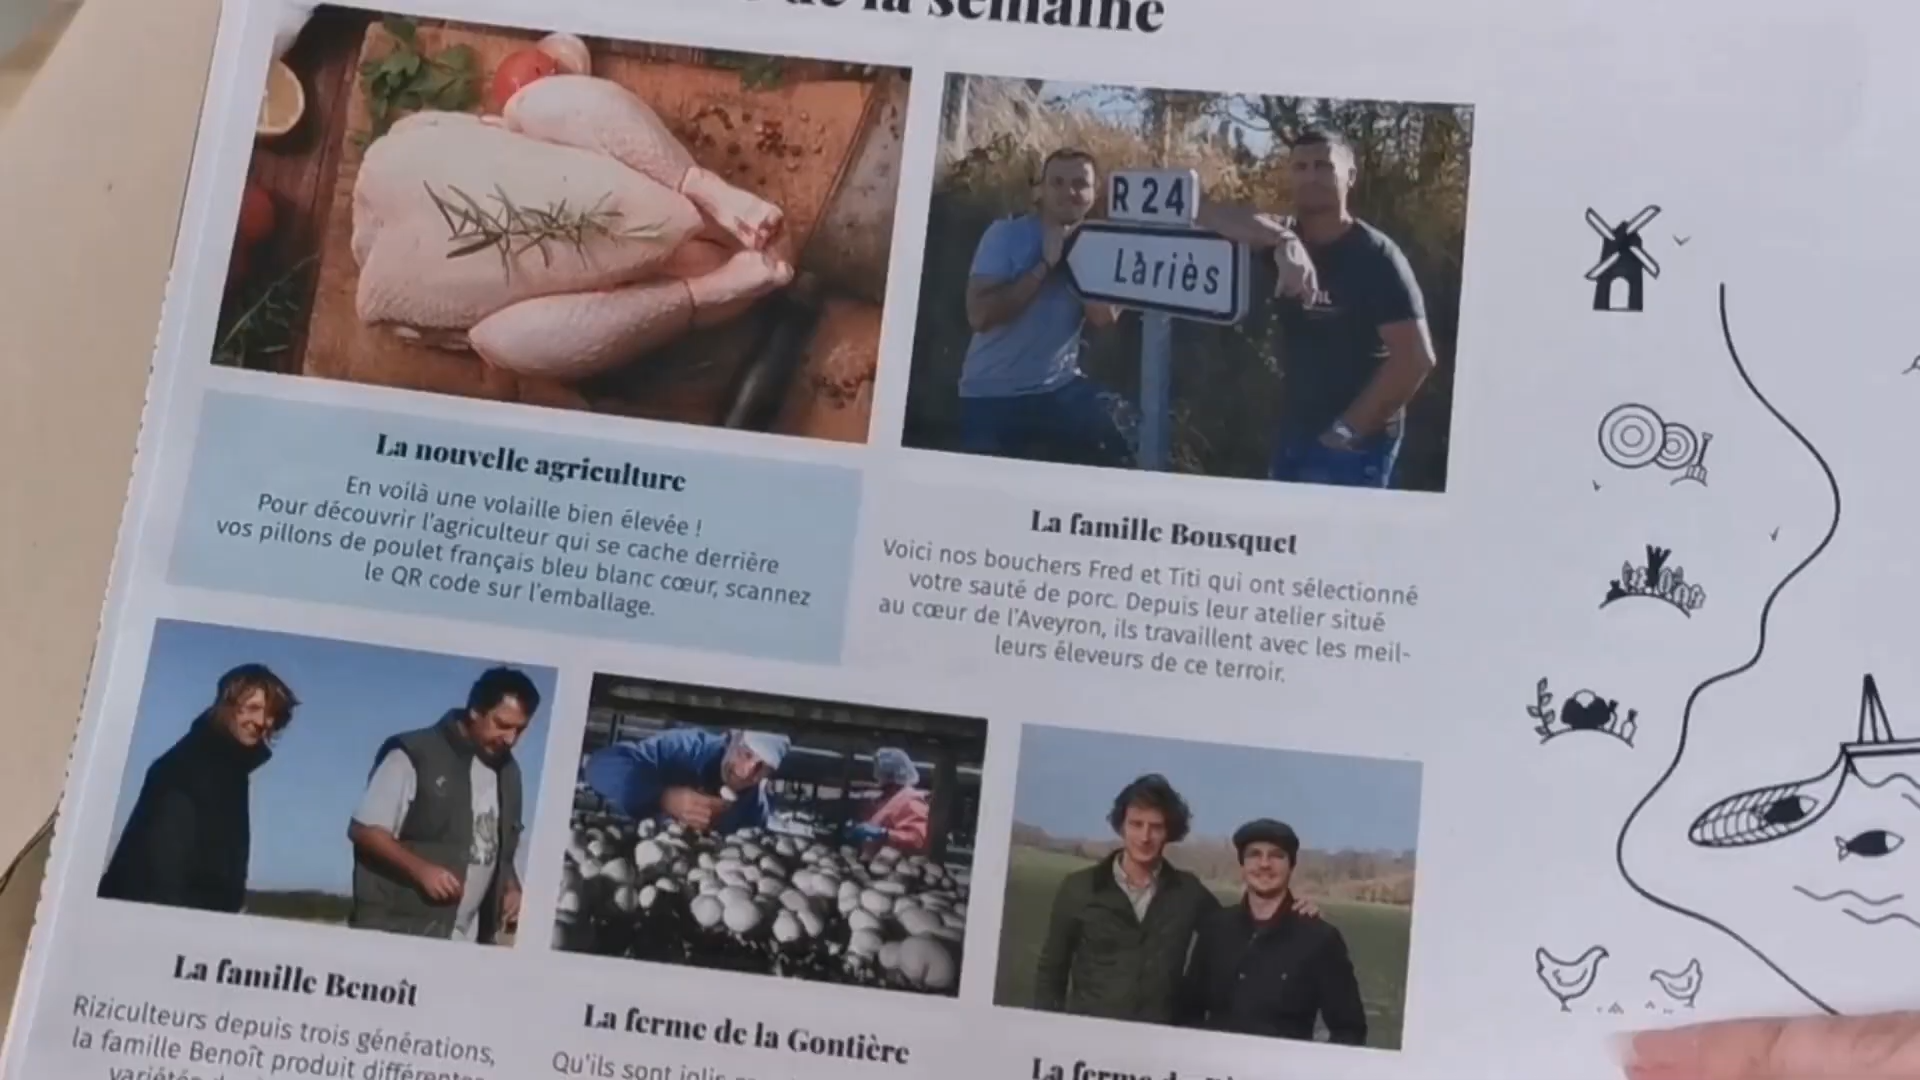 de la semaine
R 24
Làriès
La nouvelle agriculture
En voilà une volaille bien élevée !
Pour découvrir l'agriculteur qui se cache derrière
vos pillons de poulet français bleu blanc cœur, scannez
le QR code sur l'emballage.
La famille Bousquet
Voici nos bouchers Fred et Titi qui ont sélectionné
votre sauté de porc. Depuis leur atelier situé
au cœur de l'Aveyron, ils travaillent avec les meil-
leurs éleveurs de ce terroir.
La famille Benoît
Riziculteurs depuis trois générations,
la famille Benoît produit différentes
La ferme de la Gontière
Qu'ils sont jolis
La ferme